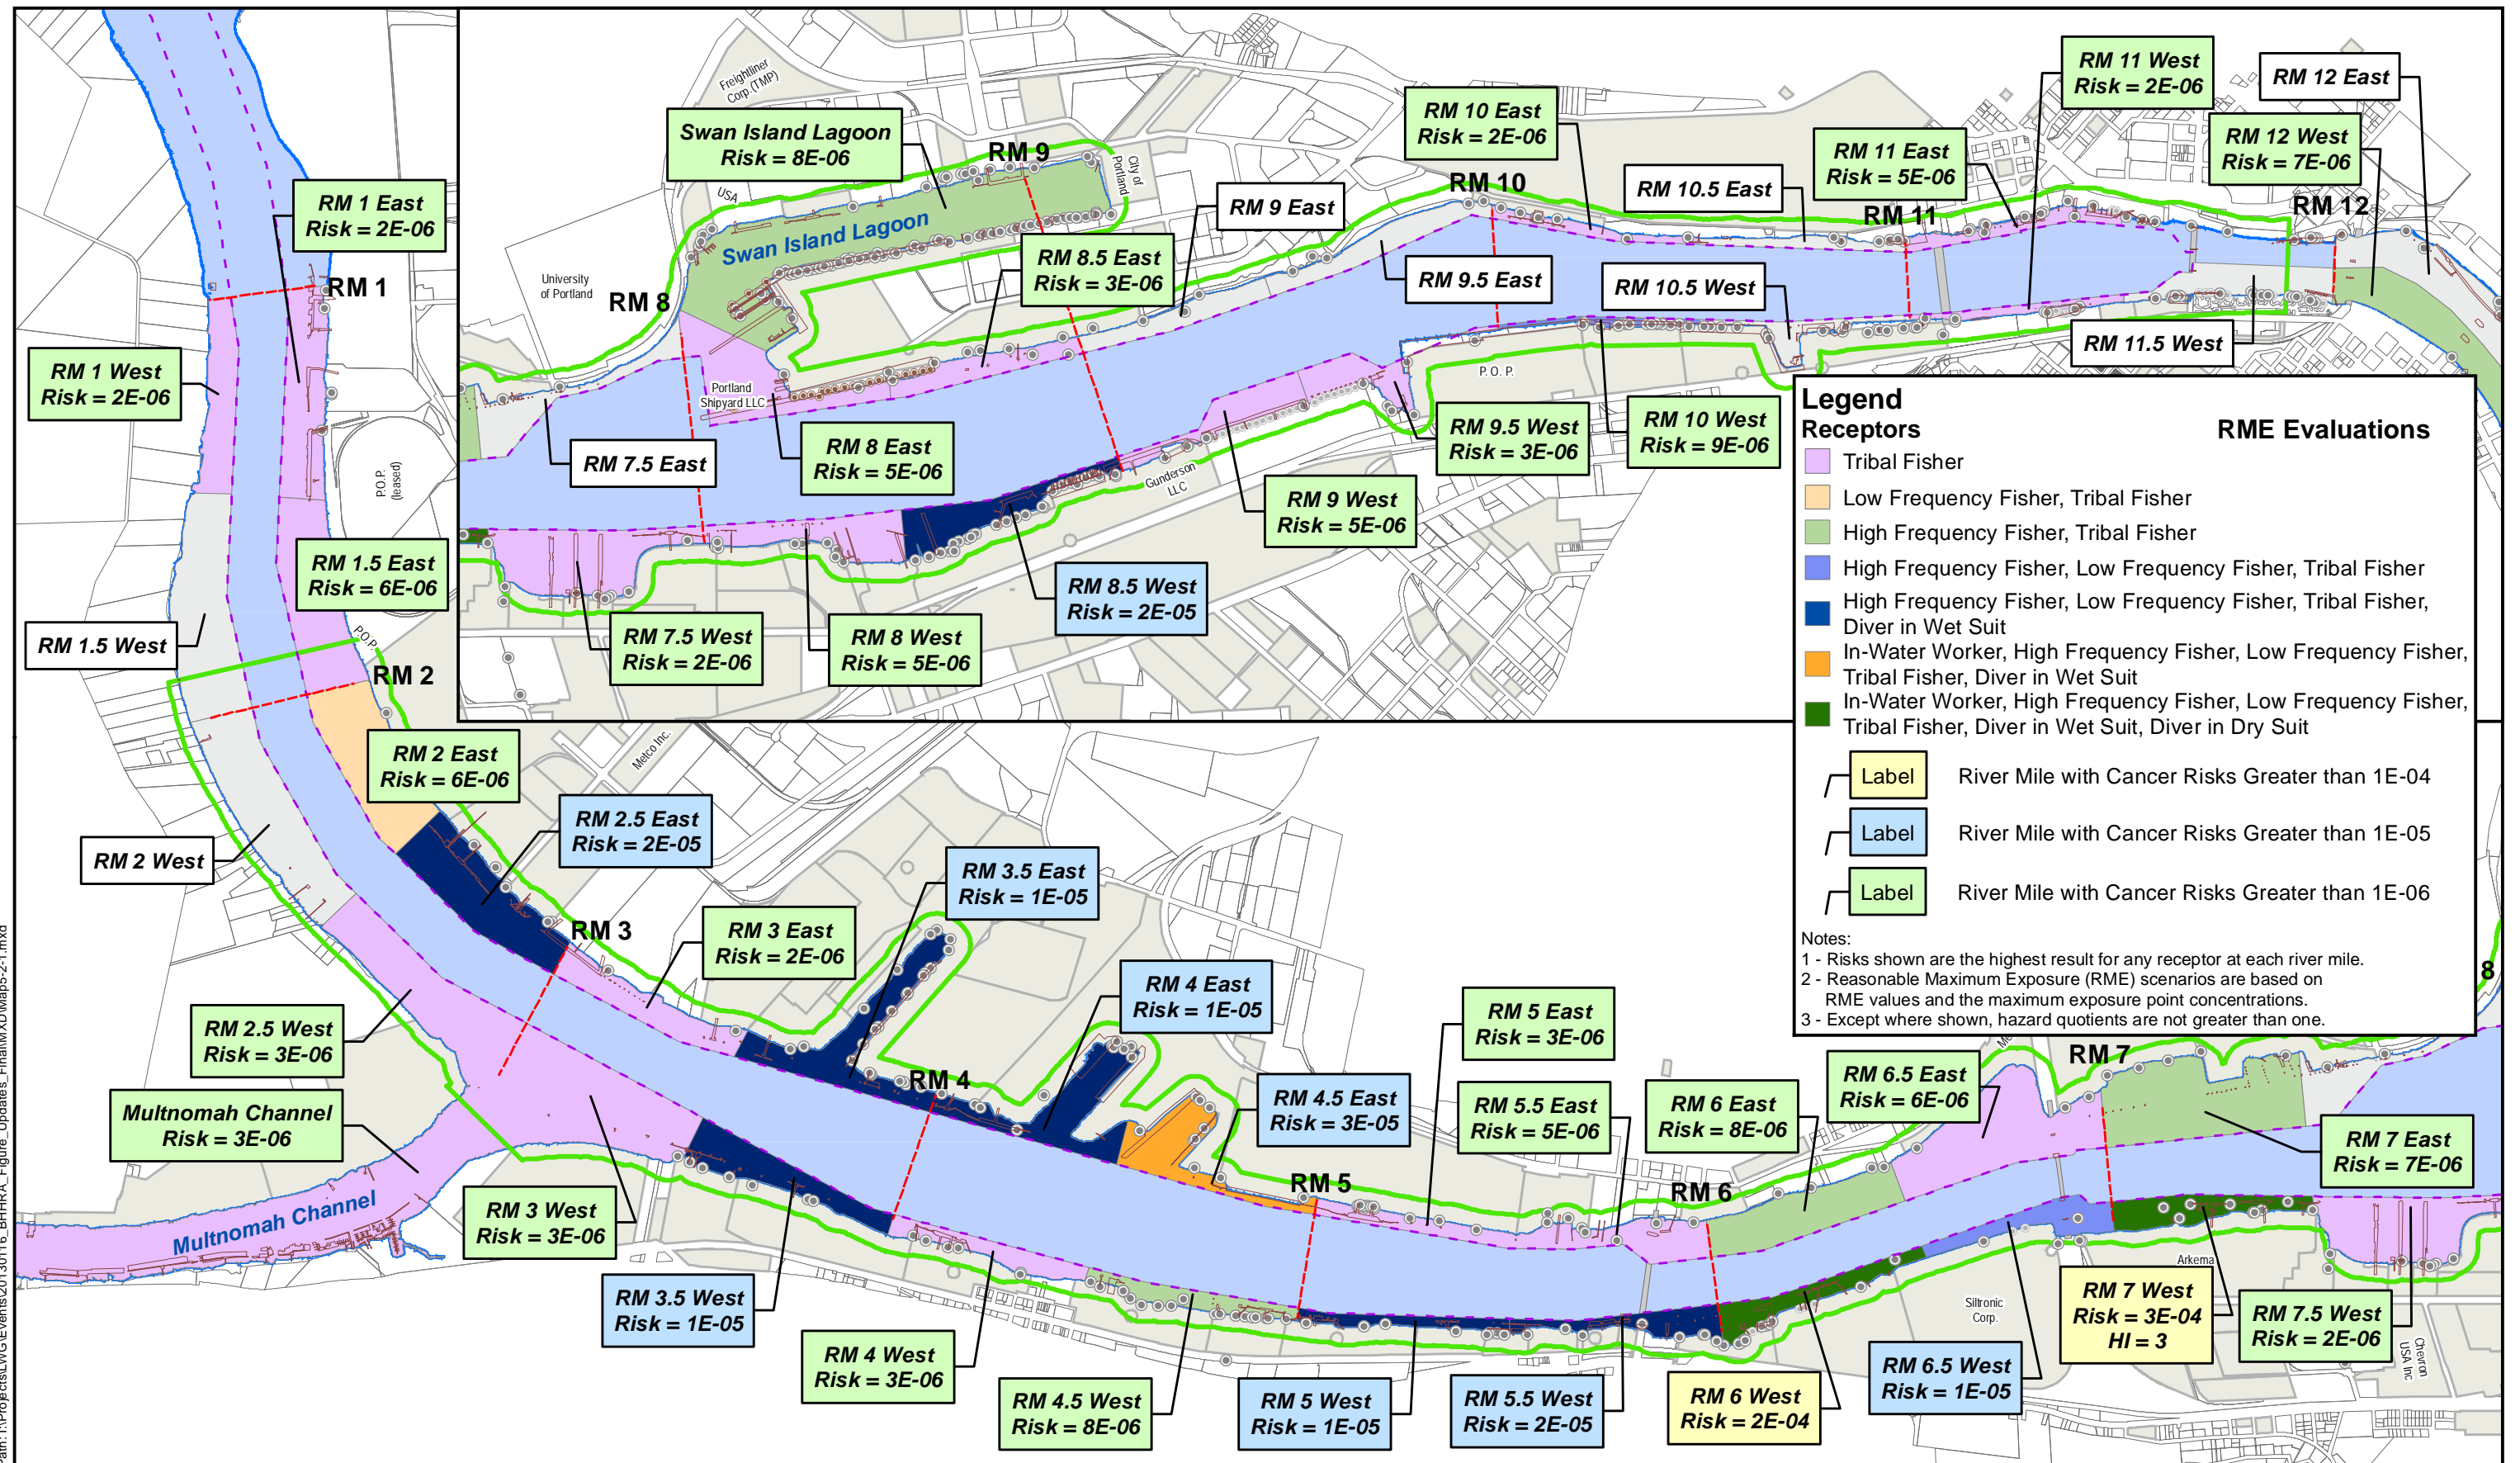 Freightliner
Corp.(TMP)
Swan Island Lagoon
Risk = 8E-06
RM 9
City of
Portland
USA
Swan Island Lagoon
University
of Portland
RM 8
RM 8.5 East
Risk = 3E-06
RM 9 East
RM 10 East
Risk = 2E-06
RM 10
RM 10.5 East
RM 11 East
Risk = 5E-06
RM 11
RM 11 West
Risk = 2E-06
RM 12 East
RM 12 West
Risk = 7E-06
RM 12
RM 9.5 East
RM 10.5 West
RM 11.5 West
Portland
Shipyard LLC
P. O. P.
RM 7.5 East
RM 8 East
Risk = 5E-06
RM 9.5 West
Risk = 3E-06
RM 10 West
Risk = 9E-06
Gunderson
LLC
RM 9 West
Risk = 5E-06
RM 8.5 West
Risk = 2E-05
RM 7.5 West
Risk = 2E-06
RM 8 West
Risk = 5E-06
RM 1 East
Risk = 2E-06
RM 1
RM 1 West
Risk = 2E-06
P.O.P.
(leased)
RM 1.5 East
Risk = 6E-06
RM 1.5 West
P.O.P.
RM 2
RM 2 East
Risk = 6E-06
Metco Inc.
RM 2 West
RM 2.5 East
Risk = 2E-05
RM 3
RM 3.5 East
Risk = 1E-05
RM 3 East
Risk = 2E-06
RM 4 East
Risk = 1E-05
RM 2.5 West
Risk = 3E-06
RM 4
Multnomah Channel
Risk = 3E-06
Multnomah Channel
RM 3 West
Risk = 3E-06
RM 4.5 East
Risk = 3E-05
RM 5 East
Risk = 3E-06
RM 5
RM 5.5 East
Risk = 5E-06
RM 6 East
Risk = 8E-06
RM 6
RM 6.5 East
Risk = 6E-06
RM 7
RM 7 East
Risk = 7E-06
8
RM 3.5 West
Risk = 1E-05
RM 4 West
Risk = 3E-06
RM 4.5 West
Risk = 8E-06
RM 5 West
Risk = 1E-05
RM 5.5 West
Risk = 2E-05
RM 6 West
Risk = 2E-04
Siltronic
Corp.
RM 6.5 West
Risk = 1E-05
Arkema
RM 7 West
Risk = 3E-04
HI = 3
RM 7.5 West
Risk = 2E-06
Chevron
USA Inc
Legend
Receptors
RME Evaluations
Tribal Fisher
Low Frequency Fisher, Tribal Fisher
High Frequency Fisher, Tribal Fisher
High Frequency Fisher, Low Frequency Fisher, Tribal Fisher
High Frequency Fisher, Low Frequency Fisher, Tribal Fisher,
Diver in Wet Suit
In-Water Worker, High Frequency Fisher, Low Frequency Fisher,
Tribal Fisher, Diver in Wet Suit
In-Water Worker, High Frequency Fisher, Low Frequency Fisher,
Tribal Fisher, Diver in Wet Suit, Diver in Dry Suit
Label River Mile with Cancer Risks Greater than 1E-04
Label River Mile with Cancer Risks Greater than 1E-05
Label River Mile with Cancer Risks Greater than 1E-06
Notes:
1 - Risks shown are the highest result for any receptor at each river mile.
2 - Reasonable Maximum Exposure (RME) scenarios are based on
RME values and the maximum exposure point concentrations.
3 - Except where shown, hazard quotients are not greater than one.